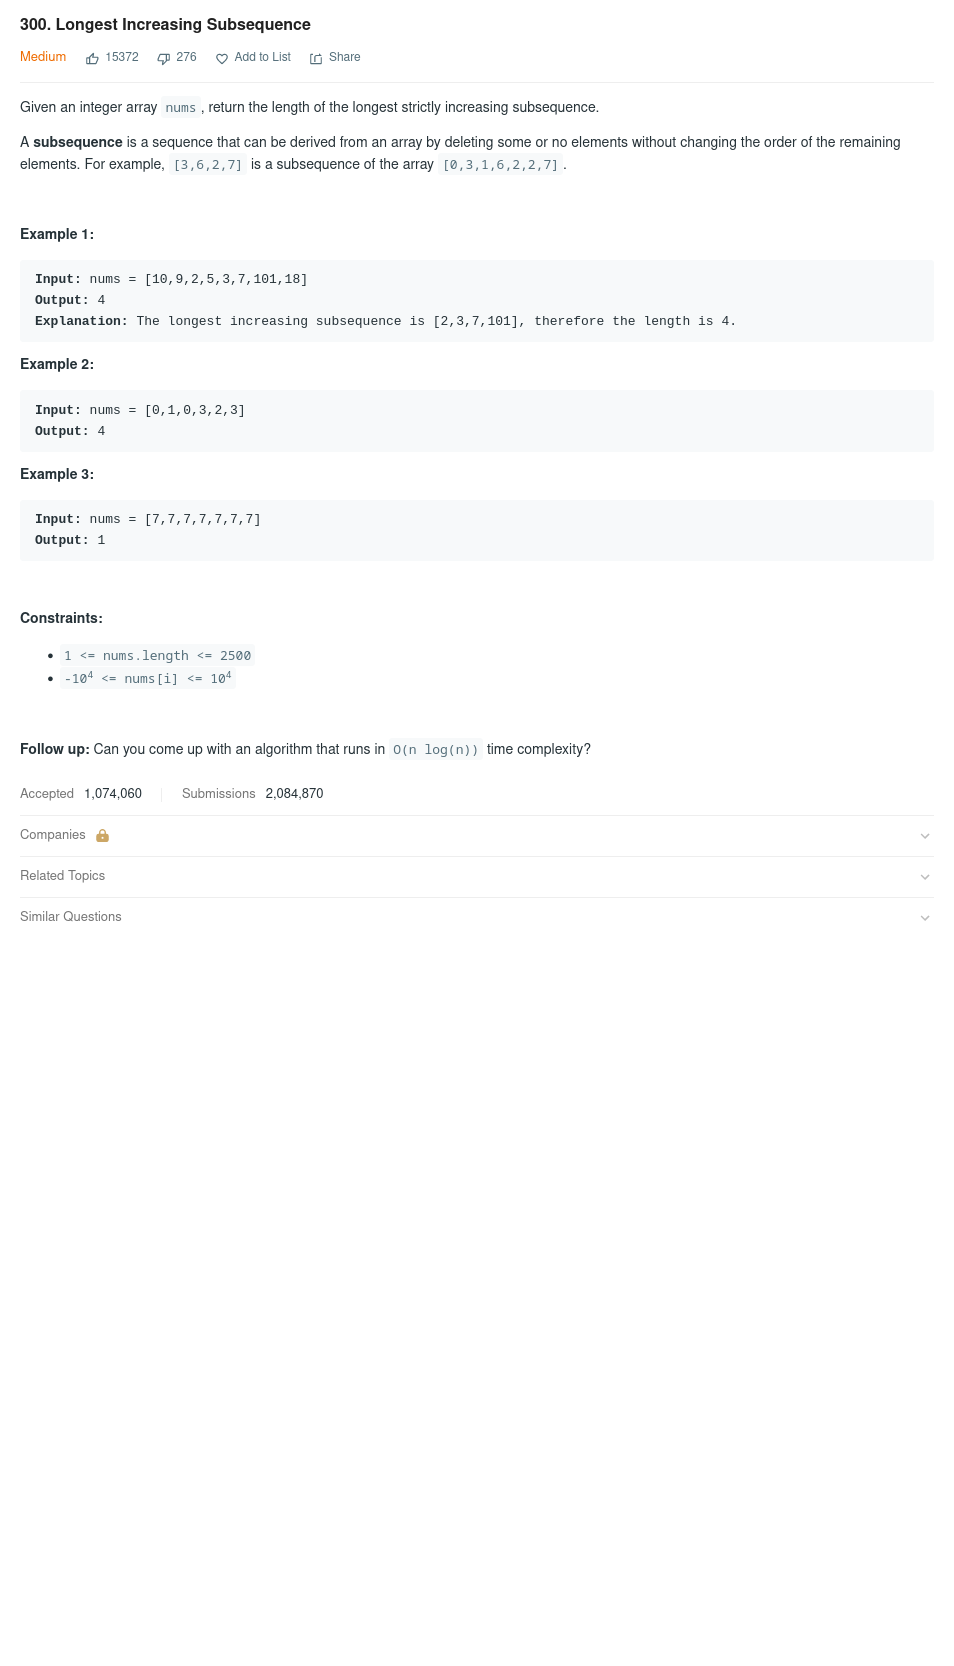 300. Longest Increasing Subsequence
Medium 15372 276 Add to List Share
Given an integer array nums, return the length of the longest strictly increasing subsequence.
A subsequence is a sequence that can be derived from an array by deleting some or no elements without changing the order of the remaining
elements. For example, [3,6,2,7] is a subsequence of the array [0,3,1,6,2,2,7].
Example 1:
Input: nums = [10,9,2,5,3,7,101,18]
Output: 4
Explanation: The longest increasing subsequence is [2,3,7,101], therefore the length is 4.
Example 2:
Input: nums = [0,1,0,3,2,3]
Output: 4
Example 3:
Input: nums = [7,7,7,7,7,7,7]
Output: 1
Constraints:
• 1 <= nums.length <= 2500
• -10⁴ <= nums[i] <= 10⁴
Follow up: Can you come up with an algorithm that runs in O(n log(n)) time complexity?
Accepted 1,074,060 Submissions 2,084,870
Companies
Related Topics
Similar Questions